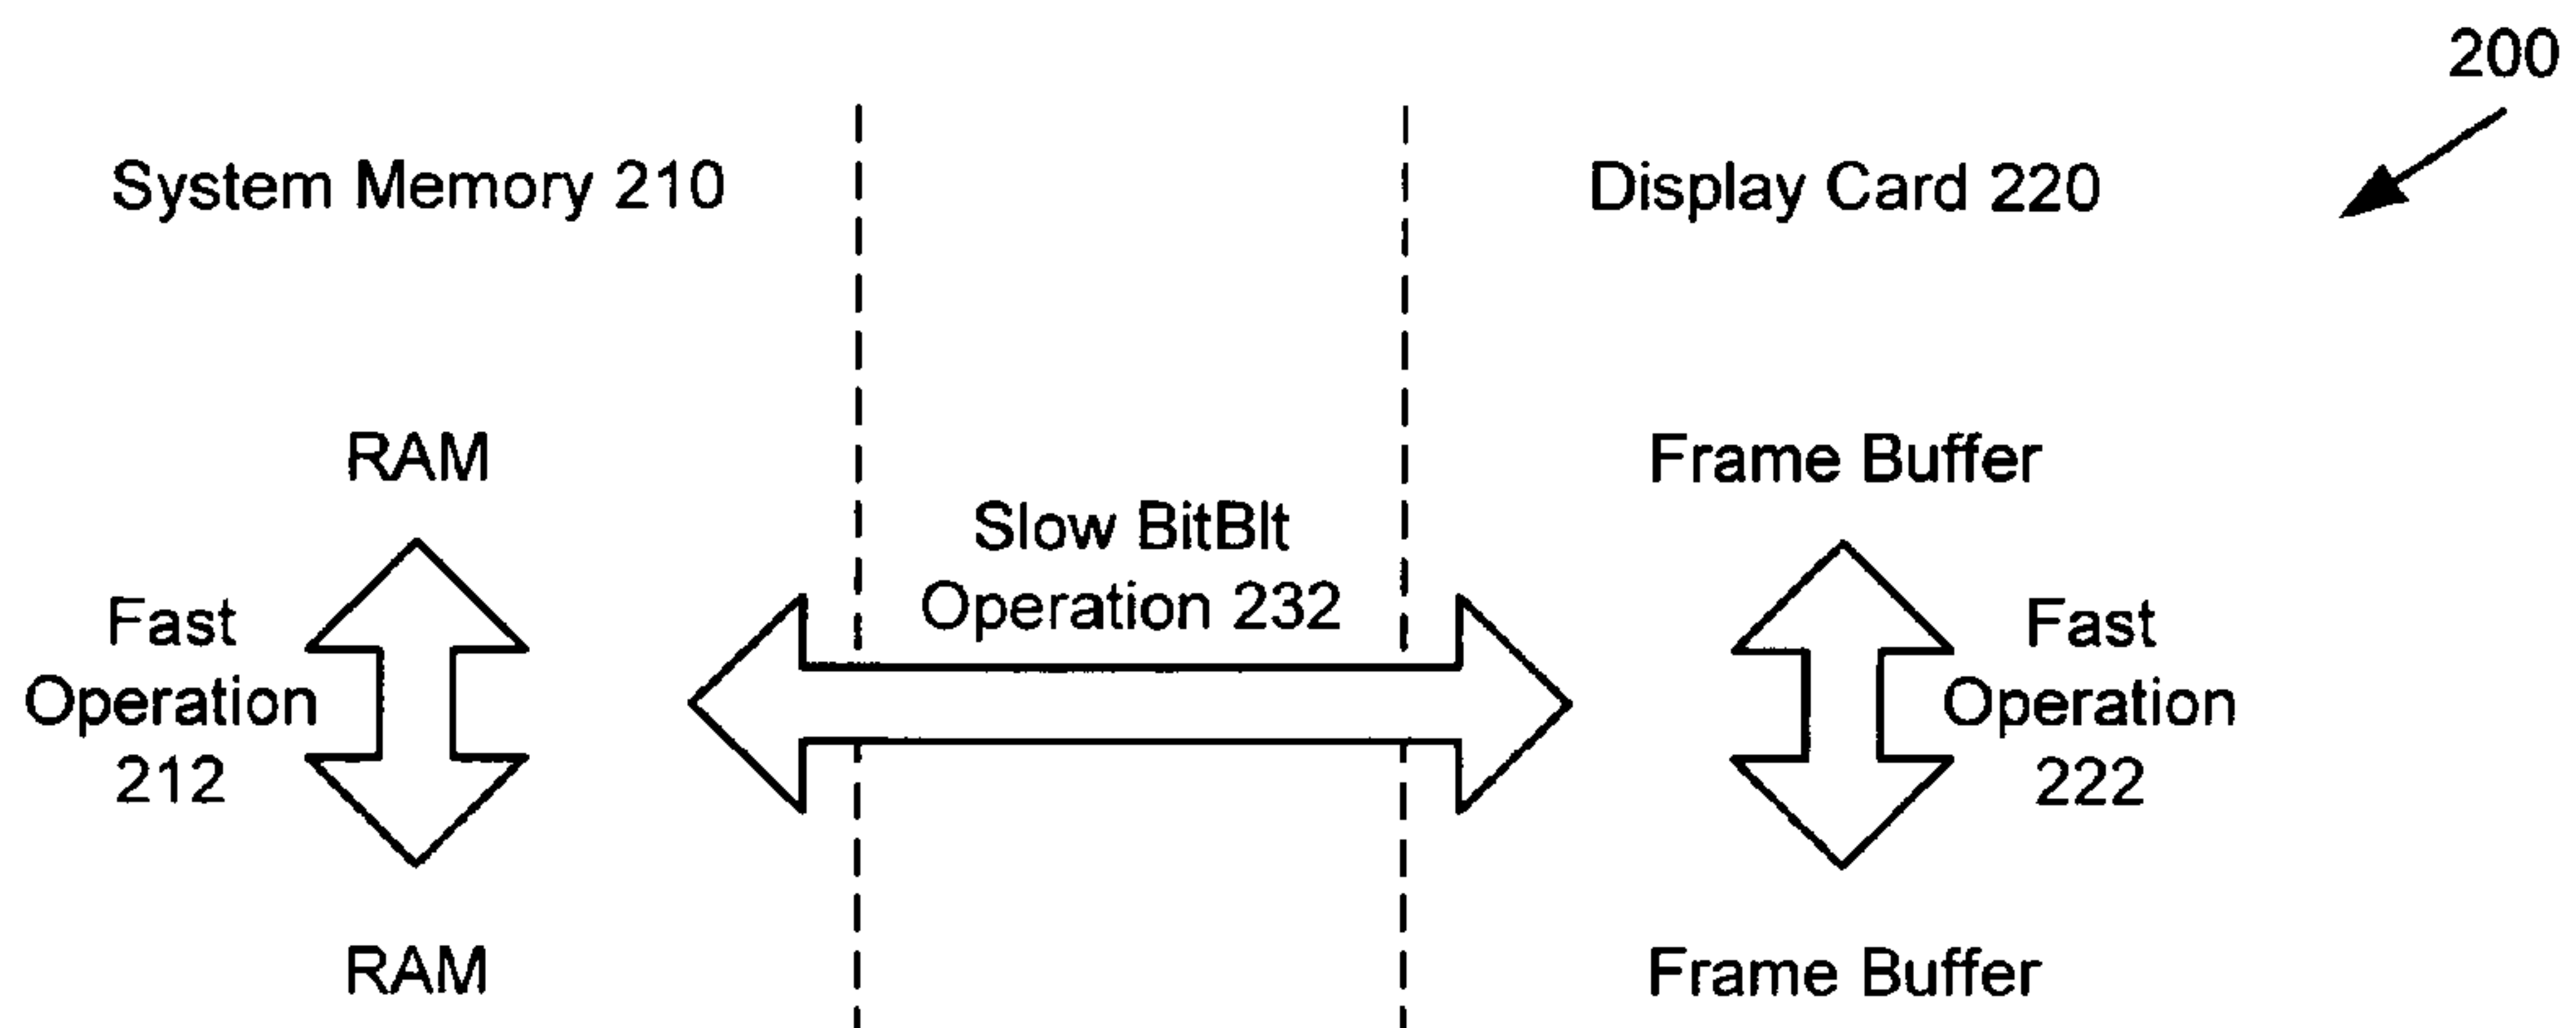 200
System Memory 210
Display Card 220
RAM
Frame Buffer
Slow BitBlt
Operation 232
Fast
Operation
212
Fast
Operation
222
RAM
Frame Buffer